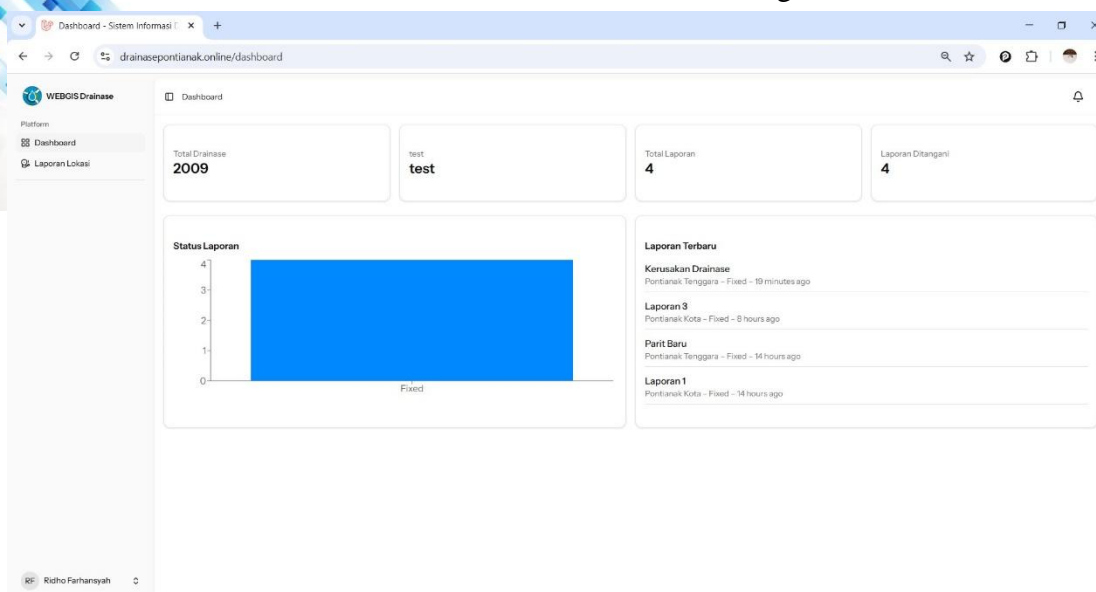 Dashboard - Sistem Informasi D
drainasepontianak.online/dashboard
WEBGIS Drainase
Dashboard
Platform
Dashboard
Laporan Lokasi
Total Drainase
2009
test
test
Total Laporan
4
Laporan Ditangani
4
Status Laporan
4
3
2
1
0
Fixed
Laporan Terbaru
Kerusakan Drainase
Pontianak Tenggara – Fixed – 19 minutes ago
Laporan 3
Pontianak Kota – Fixed – 8 hours ago
Parit Baru
Pontianak Tenggara – Fixed – 14 hours ago
Laporan 1
Pontianak Kota – Fixed – 14 hours ago
RF Ridho Farhansyah